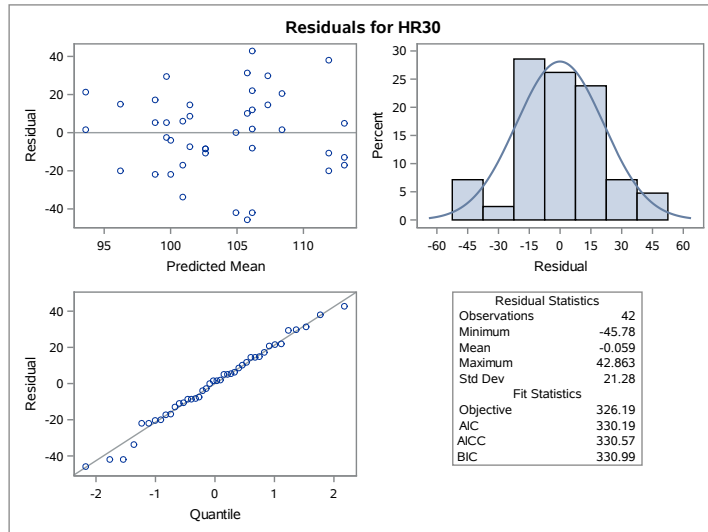 Residuals for HR30
40
20
0
-20
-40
Residual
95 100 105 110
Predicted Mean
30
25
20
15
10
5
0
Percent
-60 -45 -30 -15 0 15 30 45 60
Residual
40
20
0
-20
-40
Residual
-2 -1 0 1 2
Quantile
Residual Statistics
Observations 42
Minimum -45.78
Mean -0.059
Maximum 42.863
Std Dev 21.28
Fit Statistics
Objective 326.19
AIC 330.19
AICC 330.57
BIC 330.99